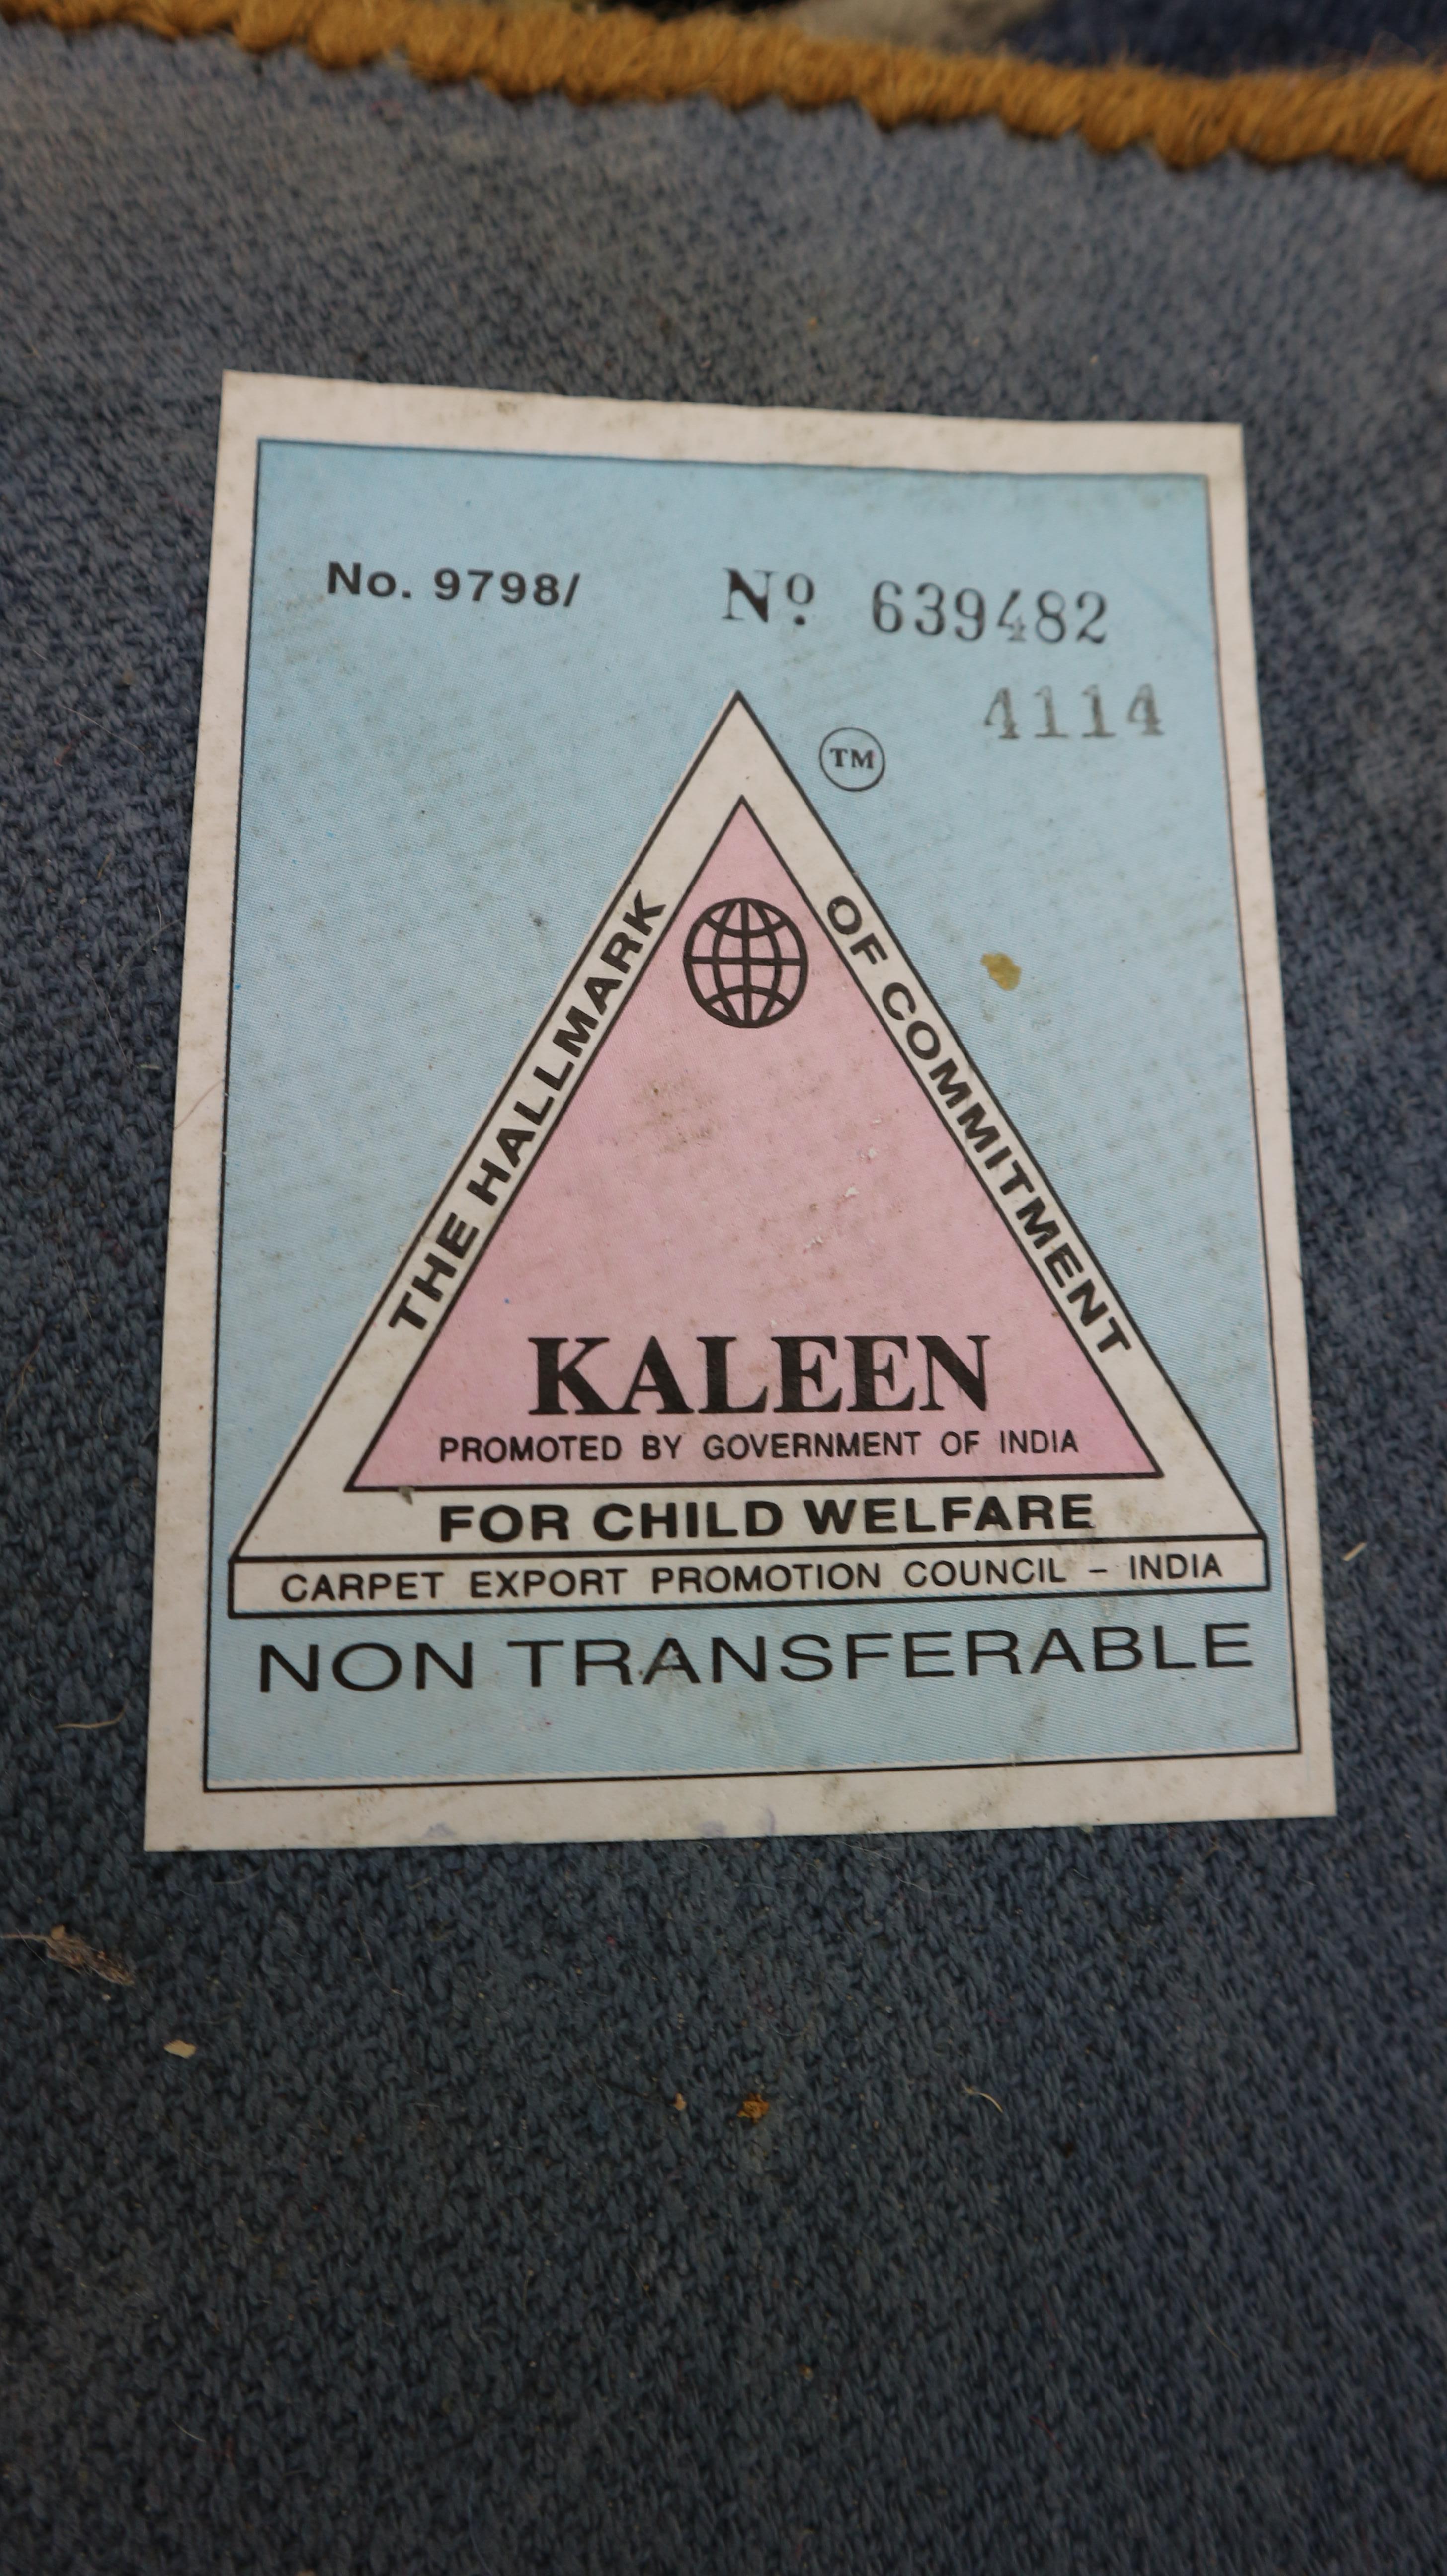 No. 9798/ Nº 639482
4114
TM
THE HALLMARK
OF COMMITMENT
KALEEN
PROMOTED BY GOVERNMENT OF INDIA
FOR CHILD WELFARE
CARPET EXPORT PROMOTION COUNCIL – INDIA
NON TRANSFERABLE